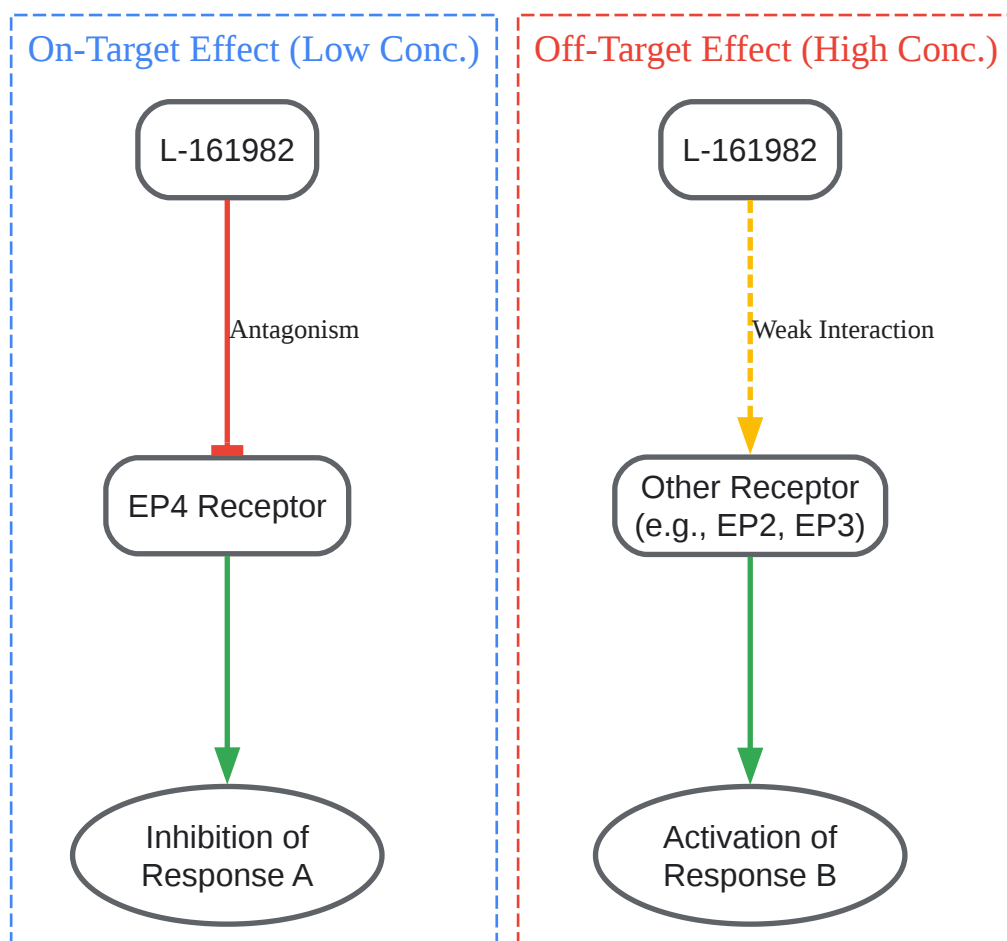 On-Target Effect (Low Conc.)
L-161982
Antagonism
EP4 Receptor
Inhibition of
Response A
Off-Target Effect (High Conc.)
L-161982
Weak Interaction
Other Receptor
(e.g., EP2, EP3)
Activation of
Response B